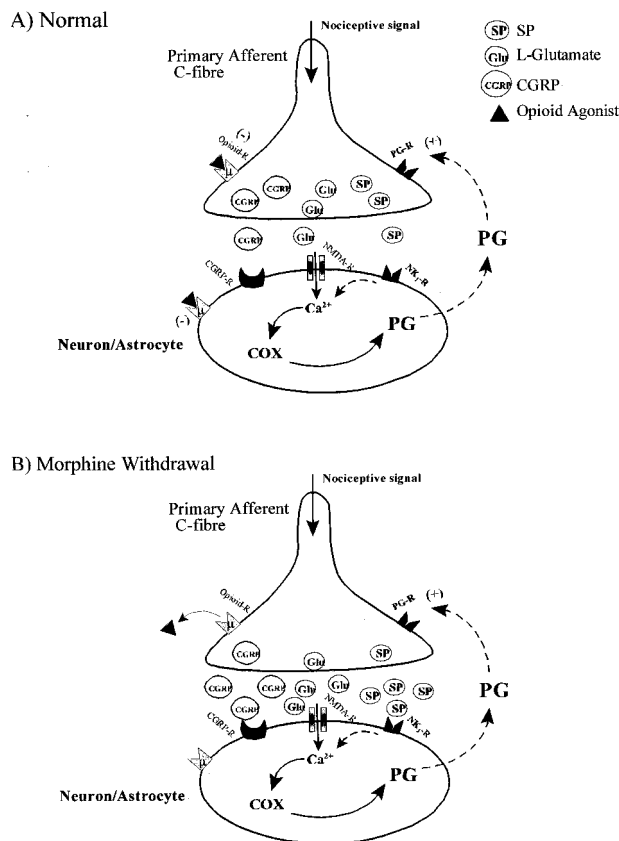 A) Normal
Nociceptive signal
Primary Afferent
C-fibre
SP SP
Glu L-Glutamate
CGRP CGRP
Opioid Agonist
(-)
Opioid-R
μ
PG-R
(+)
CGRP
CGRP
Glu
Glu
SP
SP
CGRP
Glu
SP
PG
CGRP-R
NMDA-R
NK1-R
μ
(-)
Ca2+
PG
COX
Neuron/Astrocyte
B) Morphine Withdrawal
Nociceptive signal
Primary Afferent
C-fibre
Opioid-R
μ
PG-R
(+)
CGRP
Glu
SP
CGRP
CGRP
Glu
Glu
SP
SP
SP
CGRP
Glu
SP
PG
CGRP-R
NMDA-R
NK1-R
μ
Ca2+
PG
COX
Neuron/Astrocyte